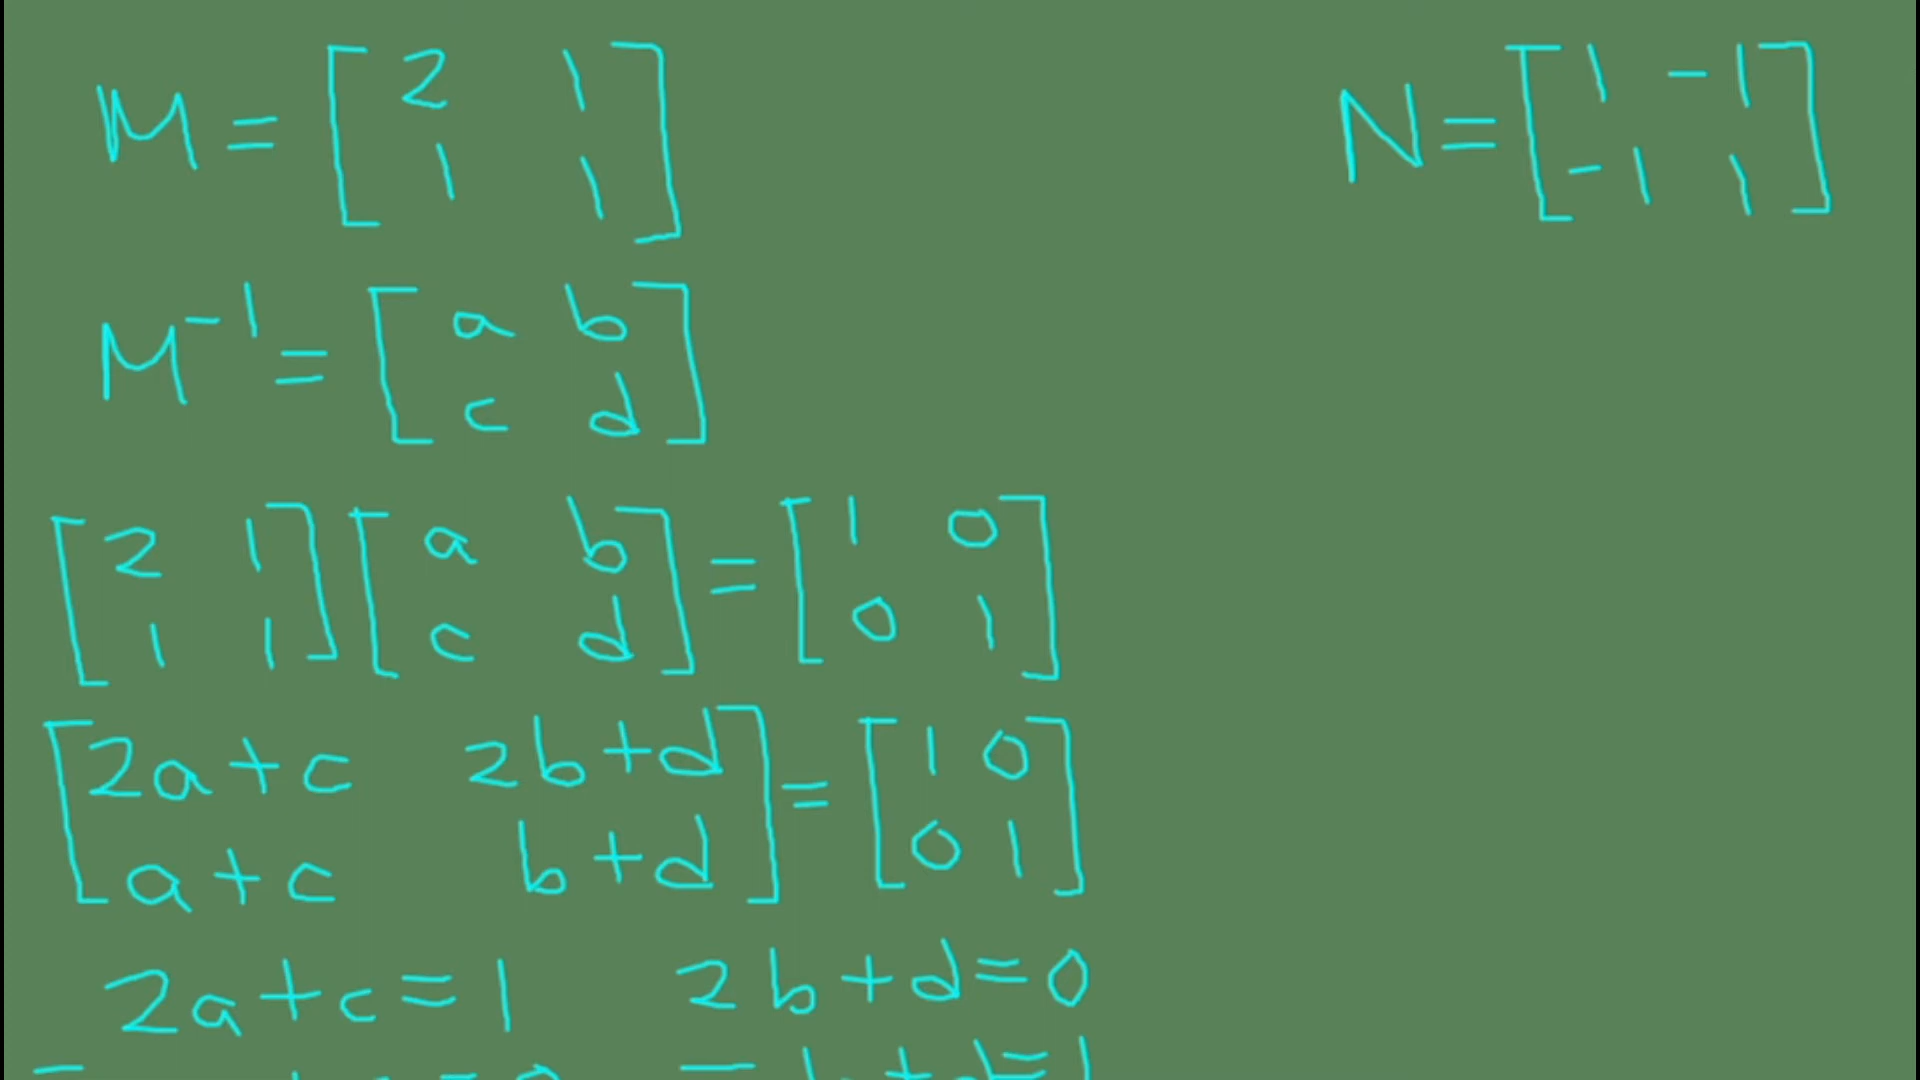 M = [2 1
1 1]
N = [1 -1
-1 1]
M⁻¹ = [a b
c d]
[2 1 [a b = [1 0
1 1] c d] 0 1]
[2a+c 2b+d = [1 0
a+c b+d] 0 1]
2a+c=1 2b+d=0